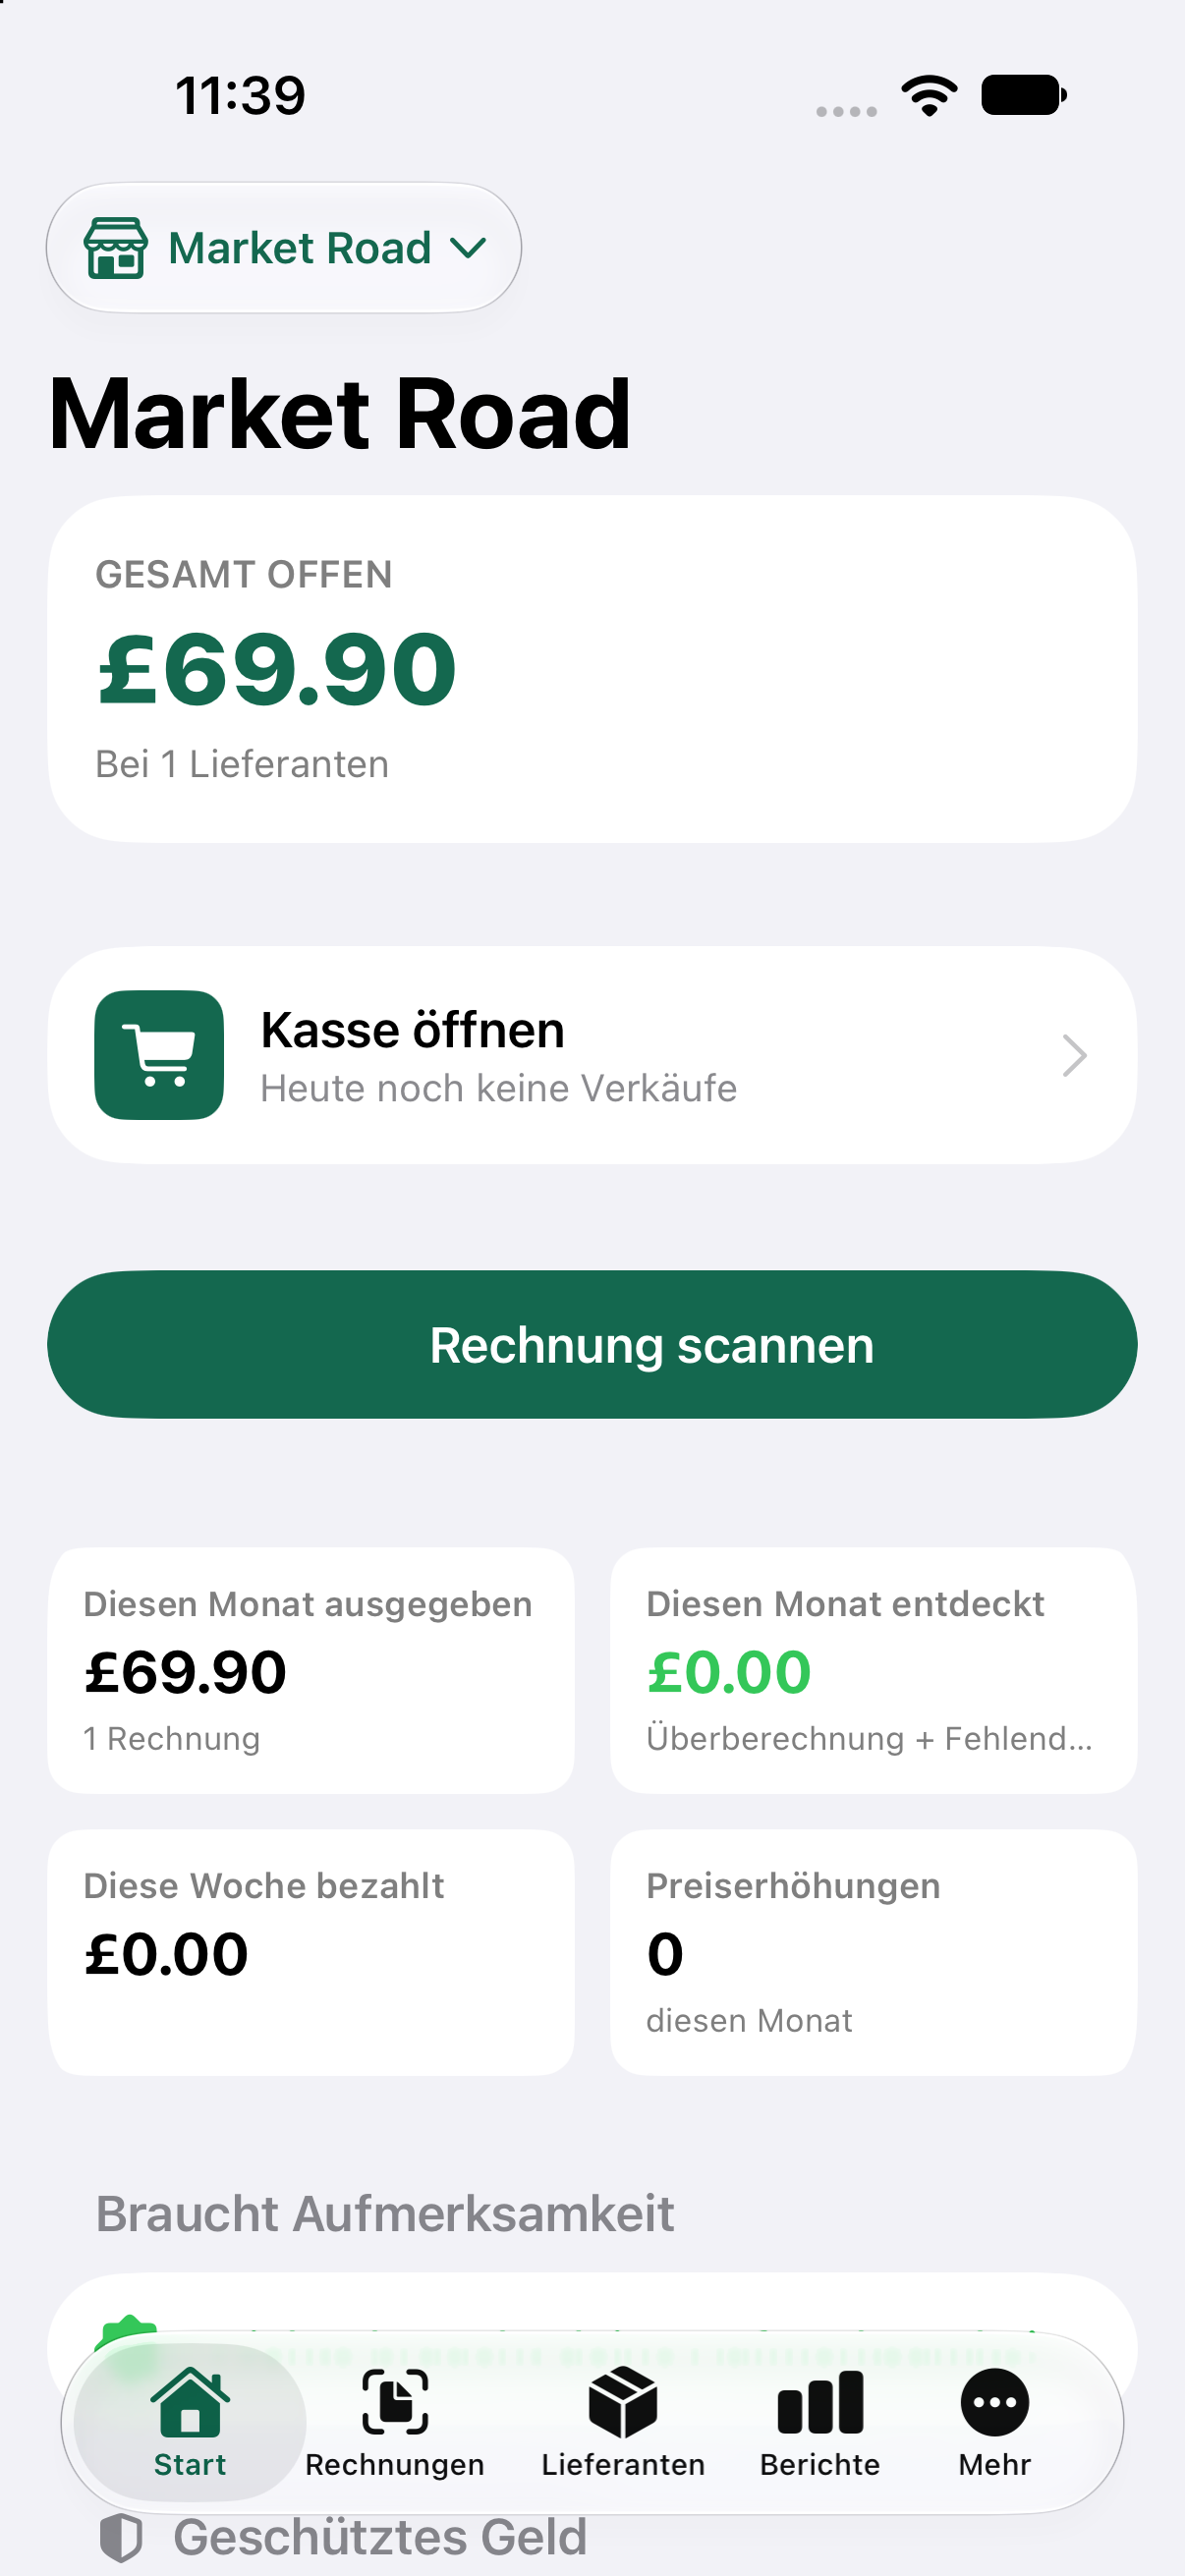 11:39
Market Road
Market Road
GESAMT OFFEN
£69.90
Bei 1 Lieferanten
Kasse öffnen
Heute noch keine Verkäufe
Rechnung scannen
Diesen Monat ausgegeben
£69.90
1 Rechnung
Diesen Monat entdeckt
£0.00
Überberechnung + Fehlend...
Diese Woche bezahlt
£0.00
Preiserhöhungen
0
diesen Monat
Braucht Aufmerksamkeit
Start
Rechnungen
Lieferanten
Berichte
Mehr
Geschütztes Geld